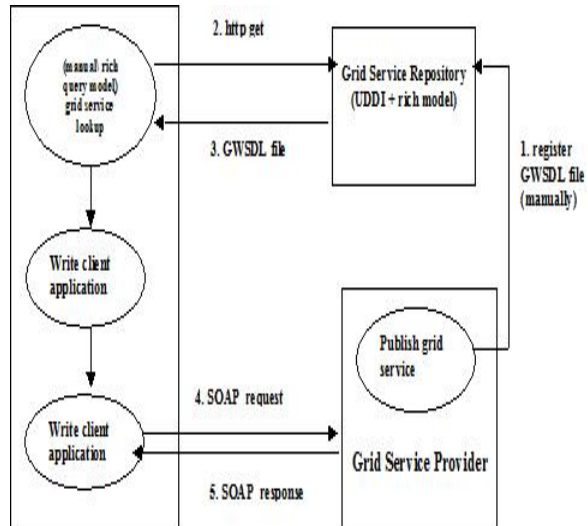 2. http get
(manual rich
query model)
grid service
lookup
Grid Service Repository
(UDDI + rich model)
3. GWSDL file
1. register
GWSDL file
(manually)
Write client
application
Publish grid
service
4. SOAP request
Write client
application
Grid Service Provider
5. SOAP response